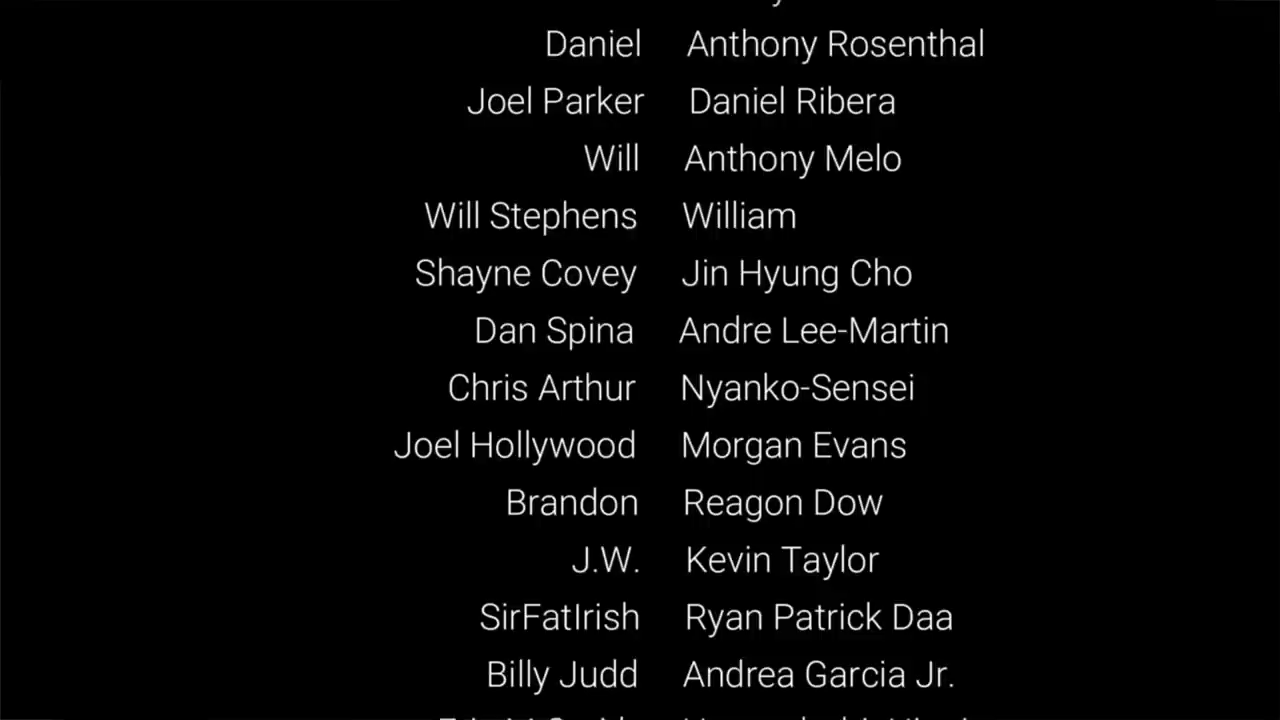 Daniel Anthony Rosenthal
Joel Parker Daniel Ribera
Will Anthony Melo
Will Stephens William
Shayne Covey Jin Hyung Cho
Dan Spina Andre Lee-Martin
Chris Arthur Nyanko-Sensei
Joel Hollywood Morgan Evans
Brandon Reagon Dow
J.W. Kevin Taylor
SirFatIrish Ryan Patrick Daa
Billy Judd Andrea Garcia Jr.